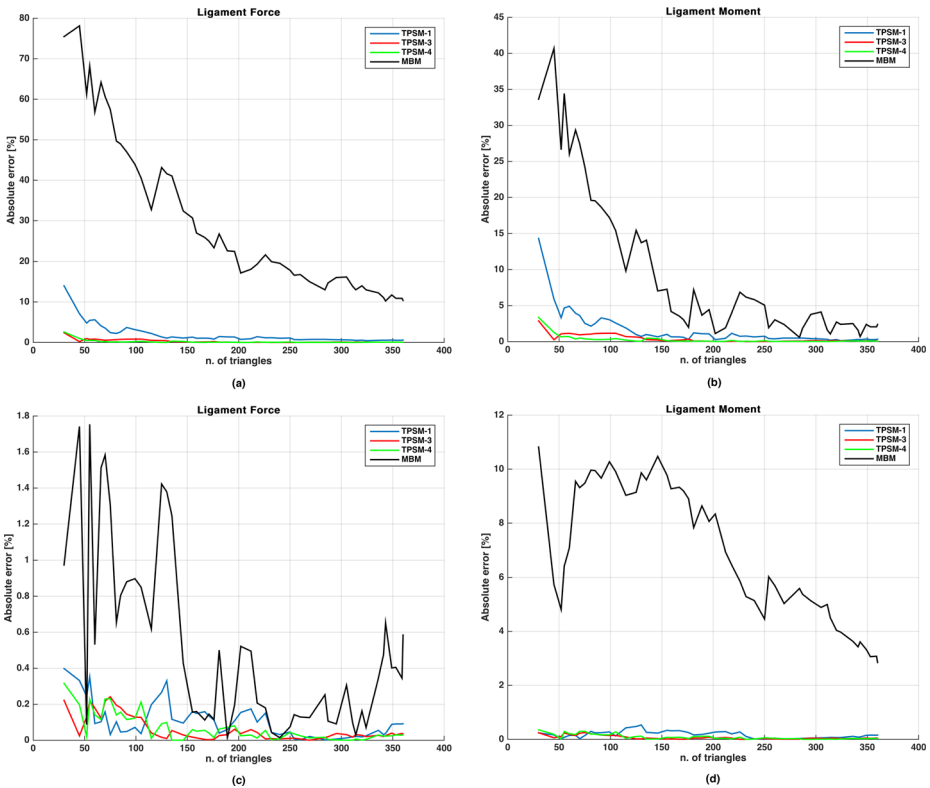 Ligament Force
Absolute error [%]
80
70
60
50
40
30
20
10
0
0 50 100 150 200 250 300 350 400
n. of triangles
TPSM-1
TPSM-3
TPSM-4
MBM
(a)
Ligament Moment
Absolute error [%]
45
40
35
30
25
20
15
10
5
0
0 50 100 150 200 250 300 350 400
n. of triangles
TPSM-1
TPSM-3
TPSM-4
MBM
(b)
Ligament Force
Absolute error [%]
1.8
1.6
1.4
1.2
1
0.8
0.6
0.4
0.2
0
0 50 100 150 200 250 300 350 400
n. of triangles
TPSM-1
TPSM-3
TPSM-4
MBM
(c)
Ligament Moment
Absolute error [%]
12
10
8
6
4
2
0
0 50 100 150 200 250 300 350 400
n. of triangles
TPSM-1
TPSM-3
TPSM-4
MBM
(d)